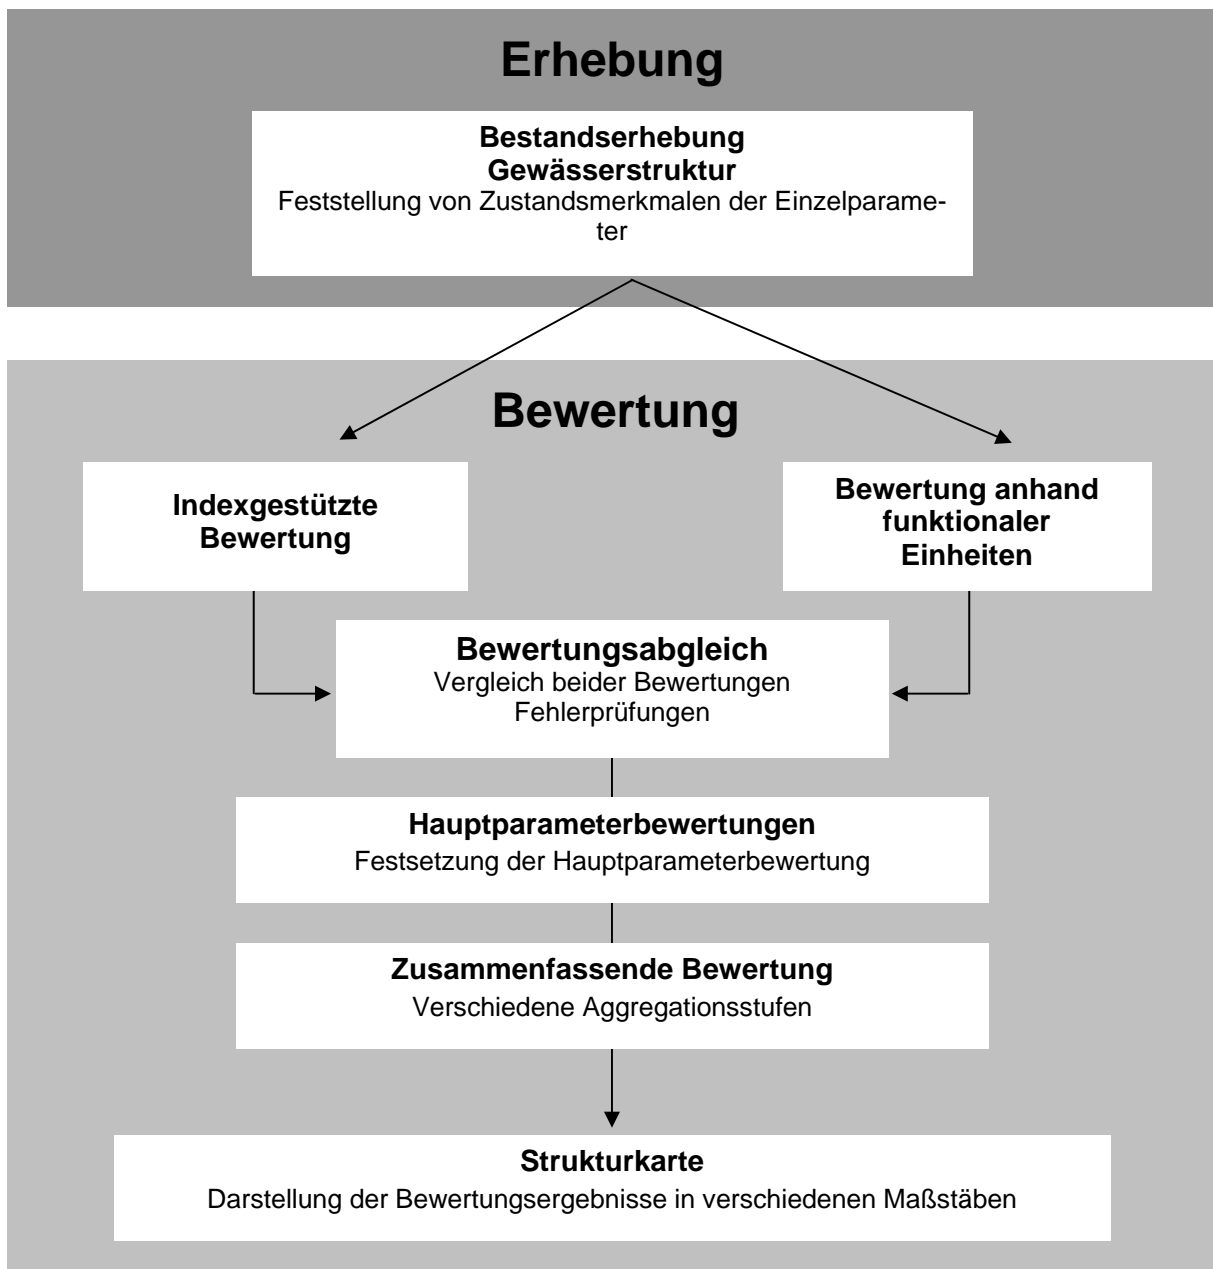 Erhebung
Bestandserhebung
Gewässerstruktur
Feststellung von Zustandsmerkmalen der Einzelparame-
ter
Bewertung
Indexgestützte
Bewertung
Bewertung anhand
funktionaler
Einheiten
Bewertungsabgleich
Vergleich beider Bewertungen
Fehlerprüfungen
Hauptparameterbewertungen
Festsetzung der Hauptparameterbewertung
Zusammenfassende Bewertung
Verschiedene Aggregationsstufen
Strukturkarte
Darstellung der Bewertungsergebnisse in verschiedenen Maßstäben